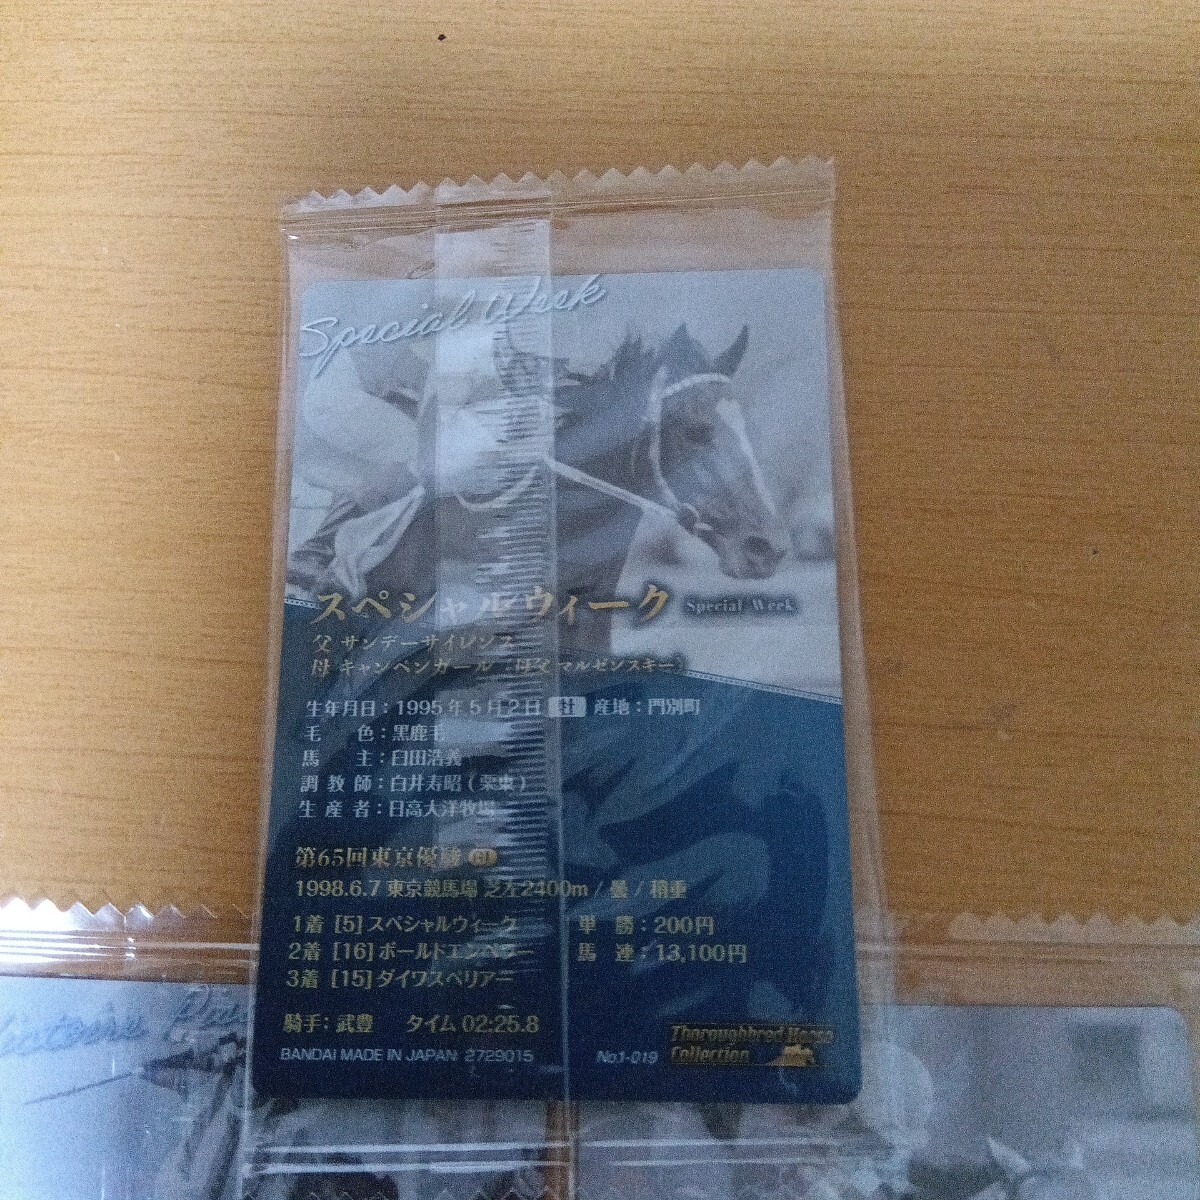 Special Week
スペシャルウィーク Special Week
父 サンデーサイレンス
母 キャンペンガール (母父マルゼンスキー)
生年月日：1995年5月2日 牡 産地：門別町
毛 色：黒鹿毛
馬 主：臼田浩義
調教師：白井寿昭(栗東)
生産者：日高大洋牧場
第65回東京優駿 GI
1998.6.7 東京競馬場 芝左2400m / 曇 / 稍重
1着 [5] スペシャルウィーク 単 勝：200円
2着 [16] ボールドエンペラー 馬 連：13,100円
3着 [15] ダイワスペリアー
騎手：武豊 タイム 02:25.8
BANDAI MADE IN JAPAN 2729015 No.1-019
Thoroughbred Horse
Collection